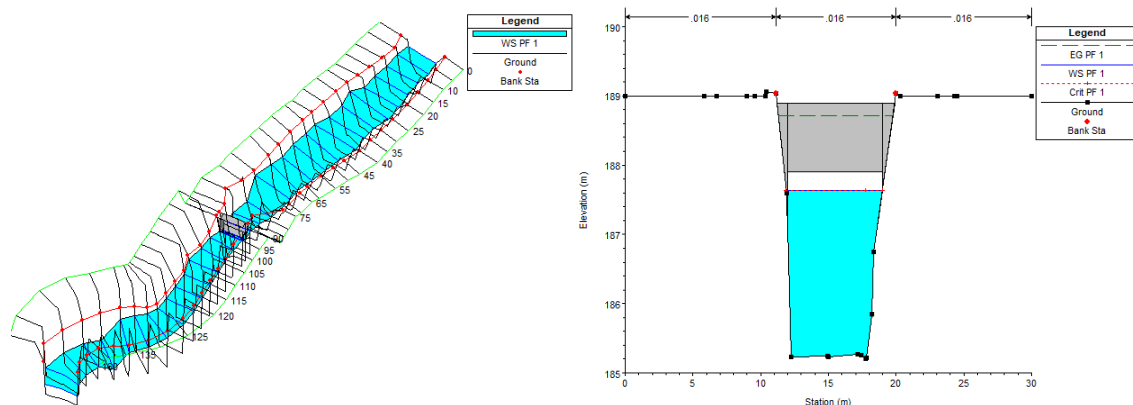 Legend
WS PF 1
Ground
Bank Sta
0
10
15
20
25
35
40
45
55
65
75
95
100
105
110
115
120
125
135
.016
.016
.016
Legend
EG PF 1
WS PF 1
Crit PF 1
Ground
Bank Sta
190
189
188
187
186
185
0
5
10
15
20
25
30
Elevation (m)
Station (m)